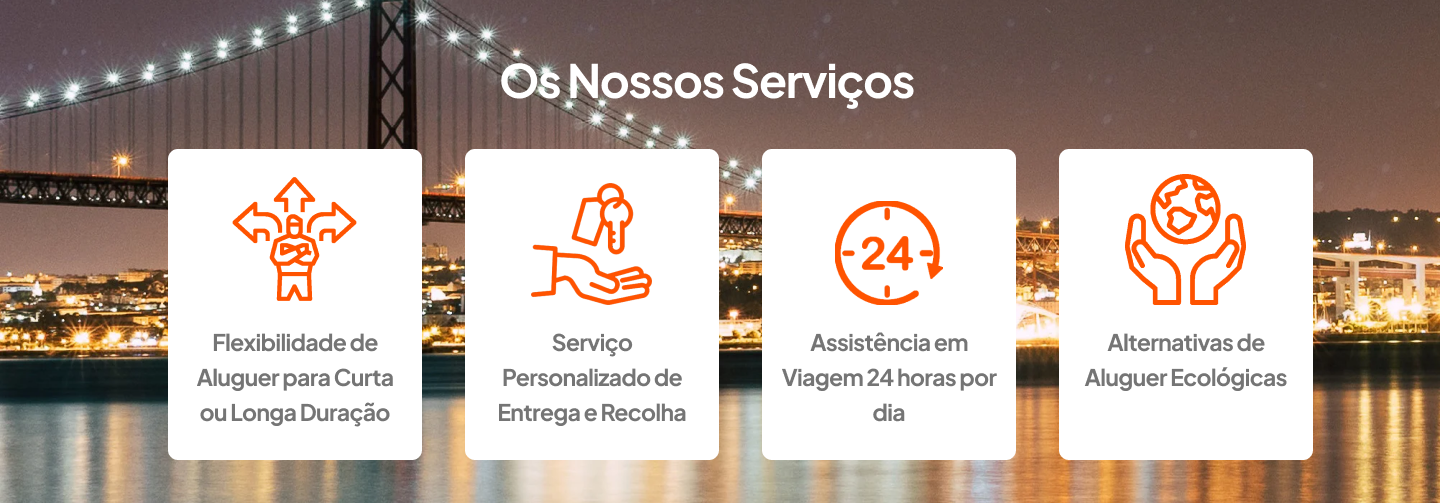 Os Nossos Serviços
24
Flexibilidade de
Aluguer para Curta
ou Longa Duração
Serviço
Personalizado de
Entrega e Recolha
Assistência em
Viagem 24 horas por
dia
Alternativas de
Aluguer Ecológicas